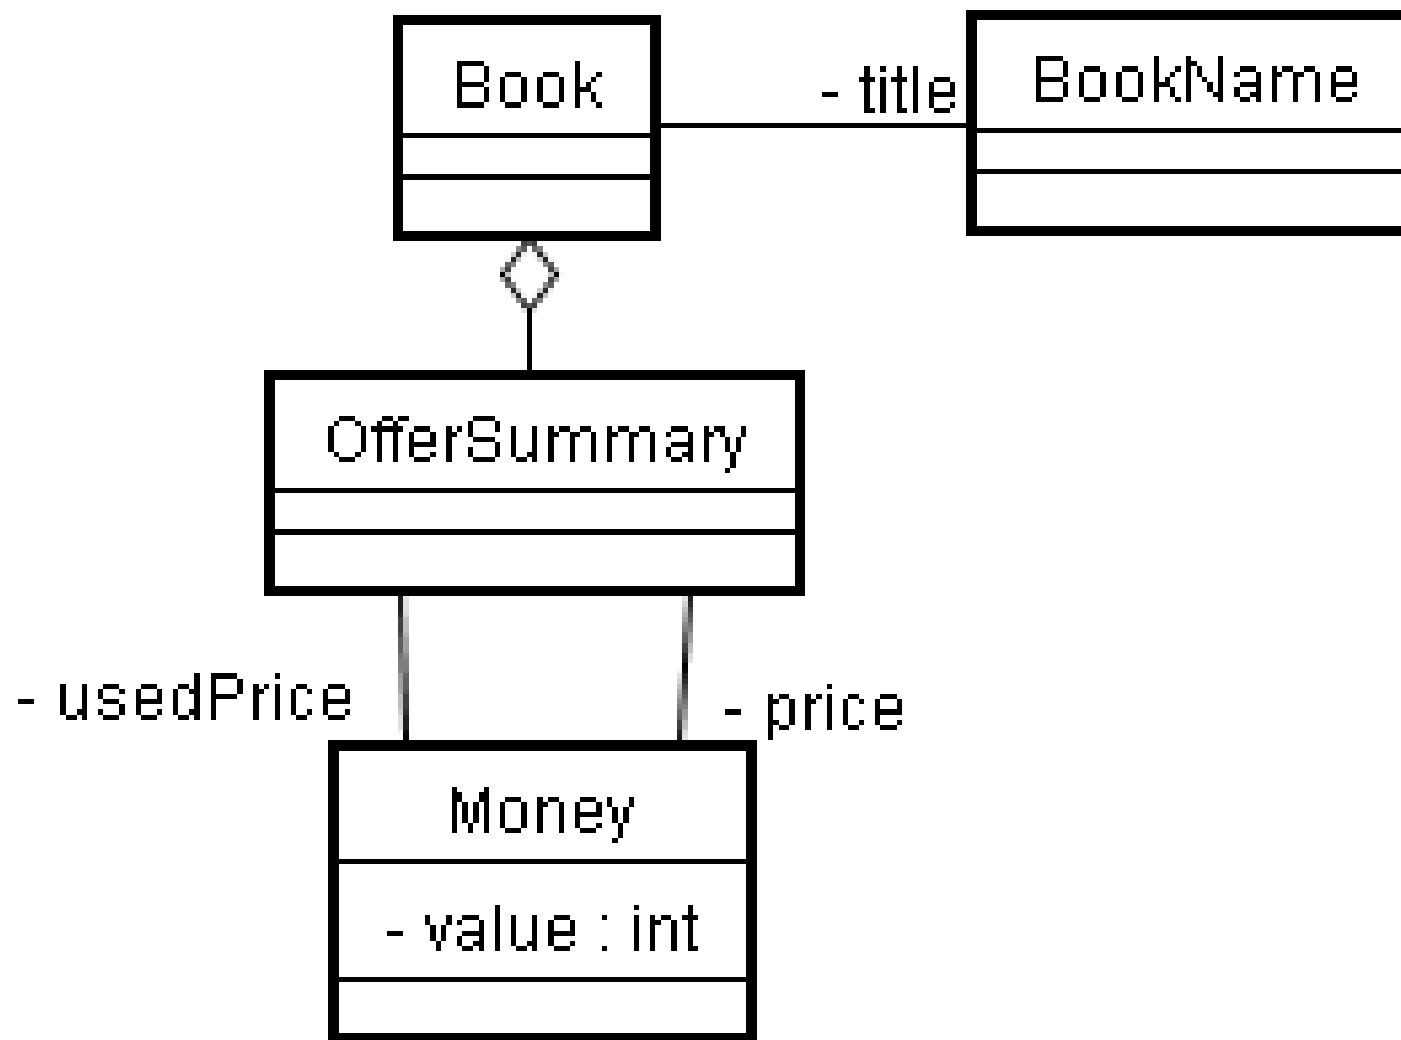 Book
- title
BookName
OfferSummary
- usedPrice
- price
Money
- value : int